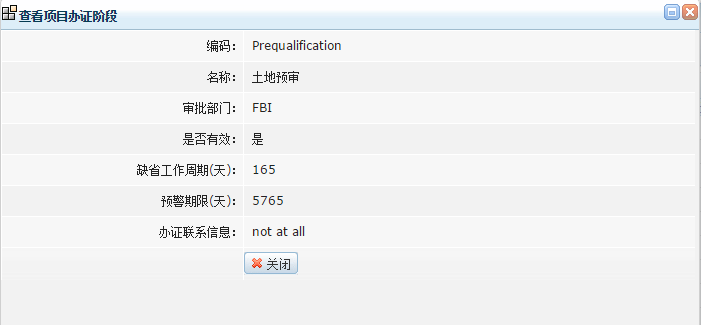 查看项目办证阶段
编码： Prequalification
名称： 土地预审
审批部门： FBI
是否有效： 是
缺省工作周期(天)： 165
预警期限(天)： 5765
办证联系信息： not at all
关闭